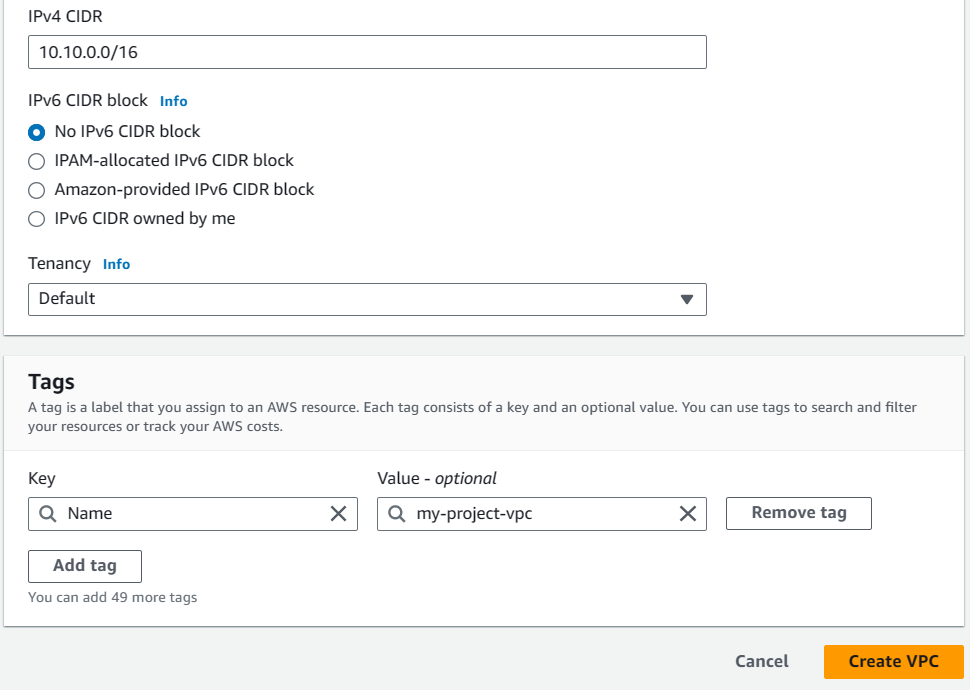 IPv4 CIDR
10.10.0.0/16
IPv6 CIDR block Info
No IPv6 CIDR block
IPAM-allocated IPv6 CIDR block
Amazon-provided IPv6 CIDR block
IPv6 CIDR owned by me
Tenancy Info
Default
Tags
A tag is a label that you assign to an AWS resource. Each tag consists of a key and an optional value. You can use tags to search and filter
your resources or track your AWS costs.
Key Value - optional
Name my-project-vpc Remove tag
Add tag
You can add 49 more tags
Cancel Create VPC